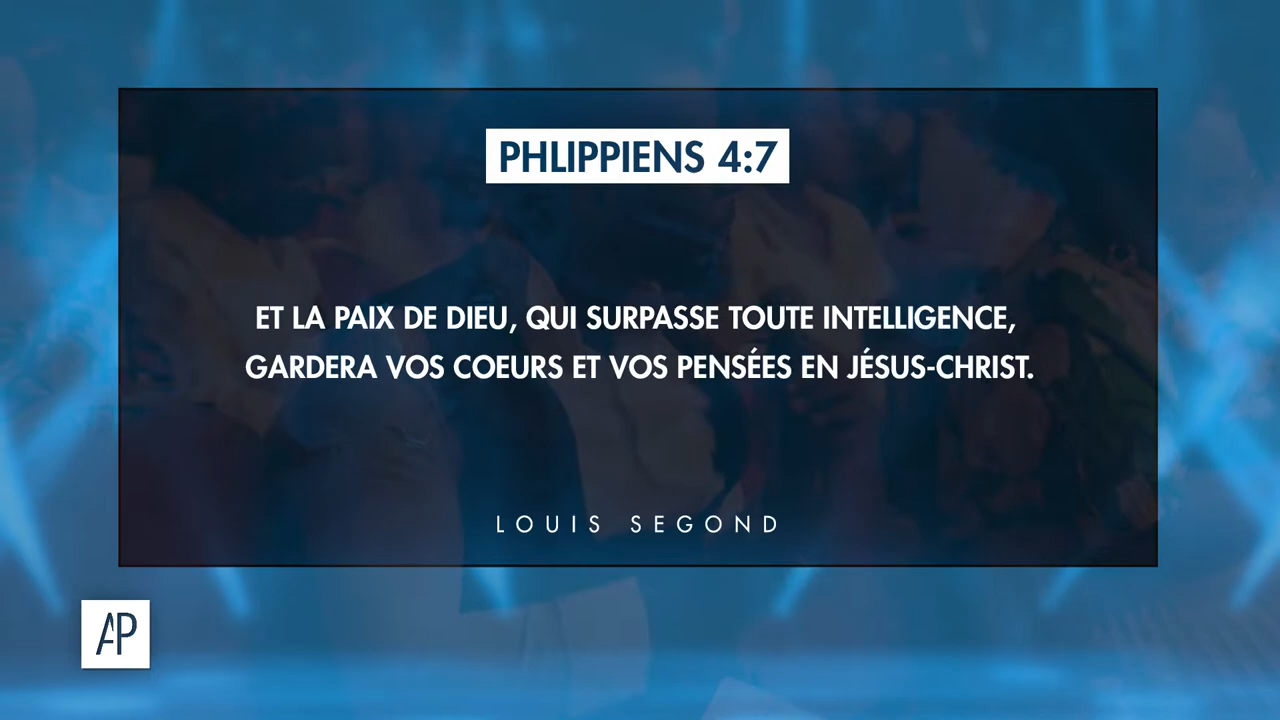 PHLIPPIENS 4:7
ET LA PAIX DE DIEU, QUI SURPASSE TOUTE INTELLIGENCE,
GARDERA VOS COEURS ET VOS PENSÉES EN JÉSUS-CHRIST.
LOUIS SEGOND
AP